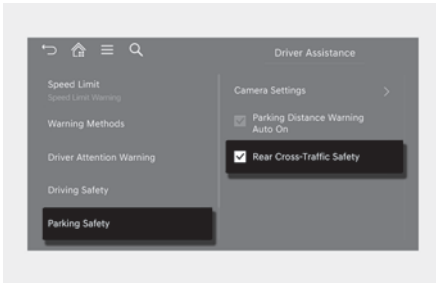 Driver Assistance
Speed Limit
Speed Limit Warning
Warning Methods
Driver Attention Warning
Driving Safety
Parking Safety
Camera Settings
Parking Distance Warning
Auto On
Rear Cross-Traffic Safety